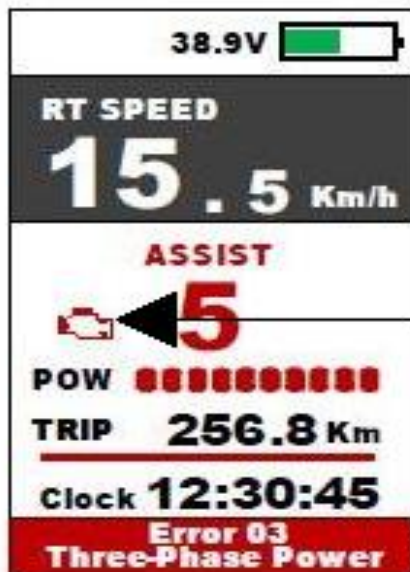 38.9V
RT SPEED
15.5 Km/h
ASSIST
5
POW
TRIP 256.8 Km
Clock 12:30:45
Error 03
Three-Phase Power